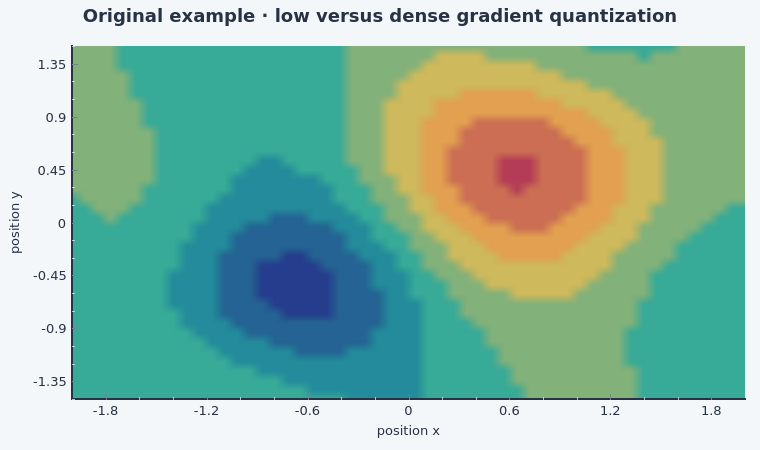 Original example · low versus dense gradient quantization
1.35
0.9
0.45
0
-0.45
-0.9
-1.35
position y
-1.8 -1.2 -0.6 0 0.6 1.2 1.8
position x